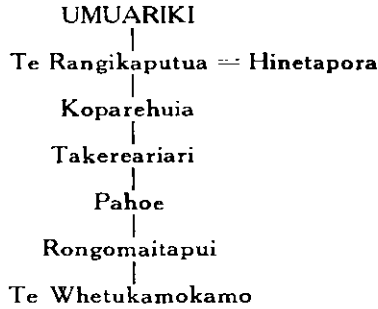 UMUARIKI
Te Rangikaputua = Hinetapora
Koparehuia
Takereariari
Pahoe
Rongomaitapui
Te Whetukamokamo